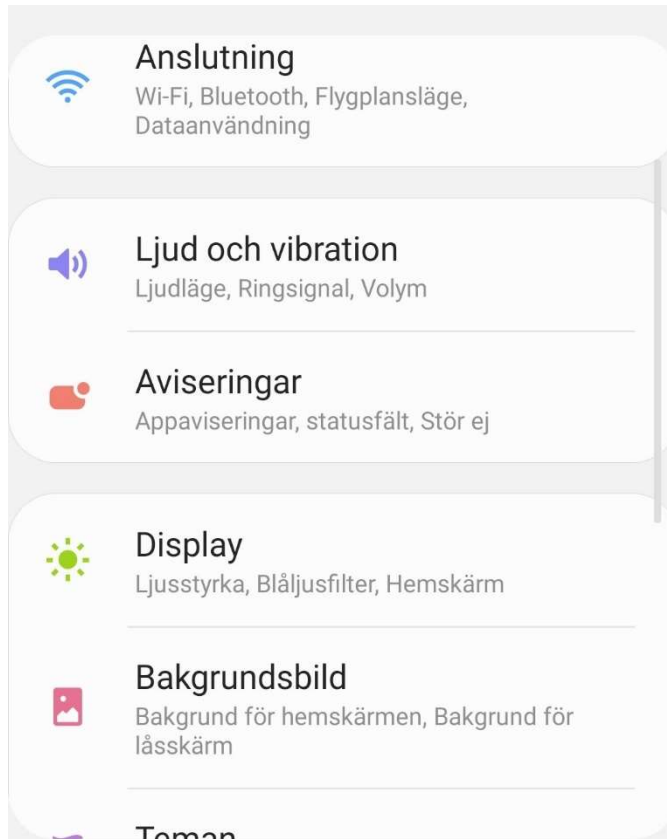 Anslutning
Wi-Fi, Bluetooth, Flygplansläge,
Dataanvändning
Ljud och vibration
Ljudläge, Ringsignal, Volym
Aviseringar
Appaviseringar, statusfält, Stör ej
Display
Ljusstyrka, Blåljusfilter, Hemskärm
Bakgrundsbild
Bakgrund för hemskärmen, Bakgrund för
låsskärm
Teman